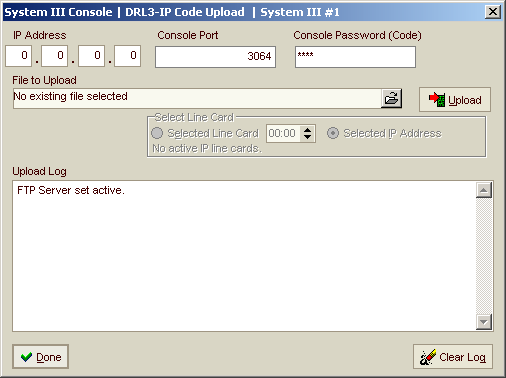 System III Console | DRL3-IP Code Upload | System III #1
IP Address Console Port Console Password (Code)
0 . 0 . 0 . 0 3064 ****
File to Upload
No existing file selected Upload
Select Line Card
Selected Line Card 00:00 Selected IP Address
No active IP line cards.
Upload Log
FTP Server set active.
Done Clear Log